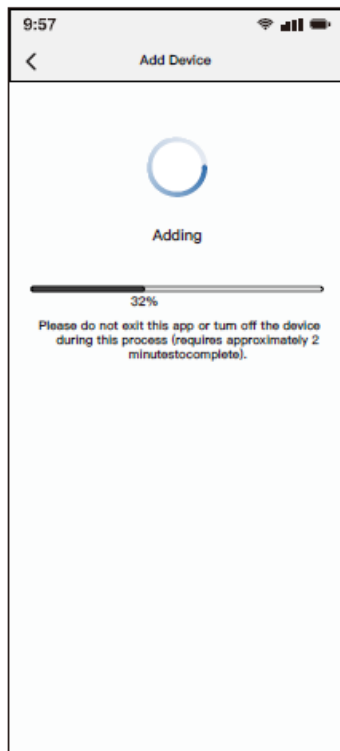 9:57
Add Device
Adding
32%
Please do not exit this app or turn off the device
during this process (requires approximately 2
minutestocomplete).